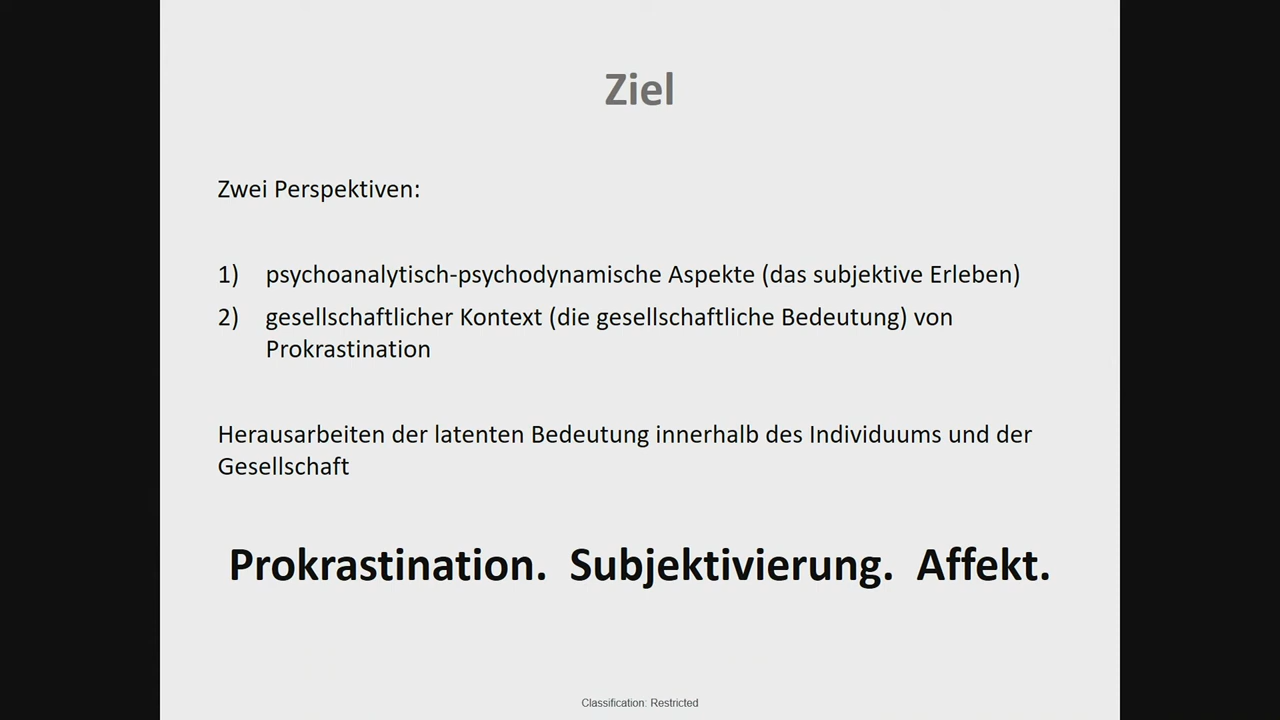 Ziel
Zwei Perspektiven:
1) psychoanalytisch-psychodynamische Aspekte (das subjektive Erleben)
2) gesellschaftlicher Kontext (die gesellschaftliche Bedeutung) von
Prokrastination
Herausarbeiten der latenten Bedeutung innerhalb des Individuums und der
Gesellschaft
Prokrastination. Subjektivierung. Affekt.
Classification: Restricted